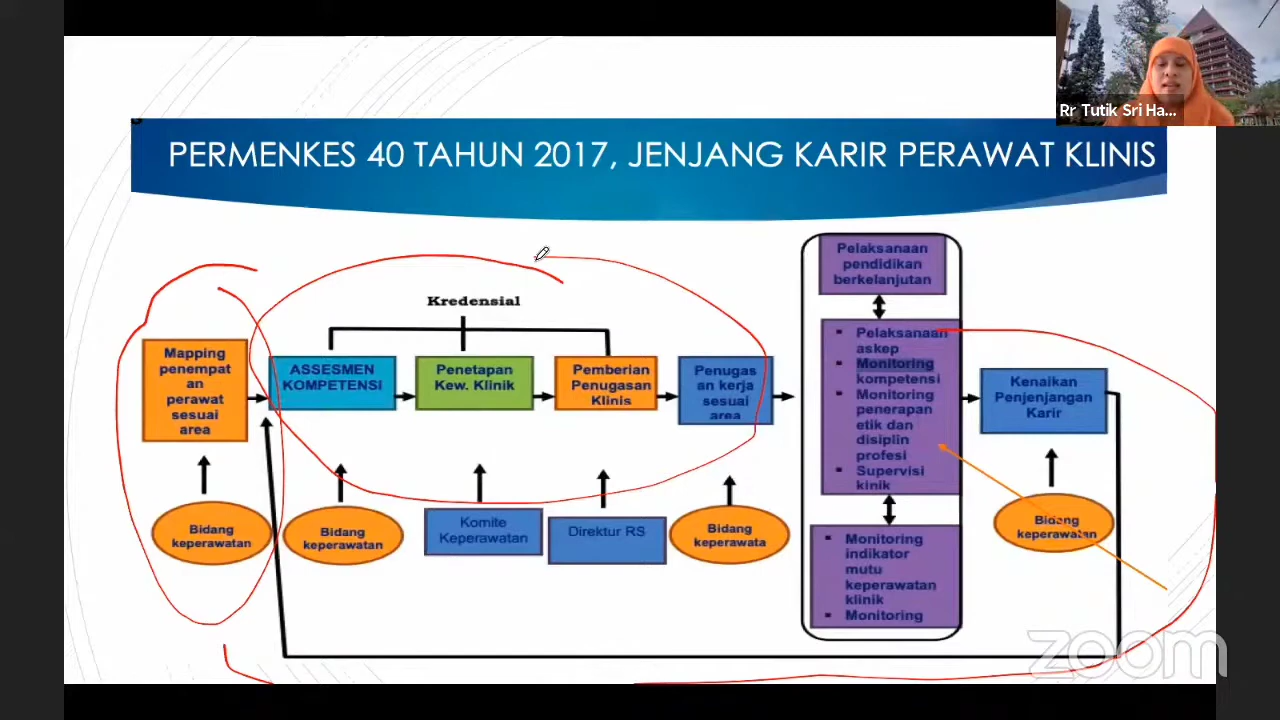 Rr Tutik Sri Ha...
PERMENKES 40 TAHUN 2017, JENJANG KARIR PERAWAT KLINIS
Kredensial
Mapping
penempat
an
perawat
sesuai
area
ASSESMEN
KOMPETENSI
Penetapan
Kew. Klinik
Pemberian
Penugasan
Klinis
Penugas
an kerja
sesuai
area
Pelaksanaan
pendidikan
berkelanjutan
▪ Pelaksanaan
askep
▪ Monitoring
kompetensi
▪ Monitoring
penerapan
etik dan
disiplin
profesi
▪ Supervisi
kinik
▪ Monitoring
indikator
mutu
keperawatan
klinik
▪ Monitoring
Kenaikan
Penjenjangan
Karir
Bidang
keperawatan
Bidang
keperawatan
Komite
Keperawatan
Direktur RS
Bidang
keperawata
Bidang
keperawatan
zoom